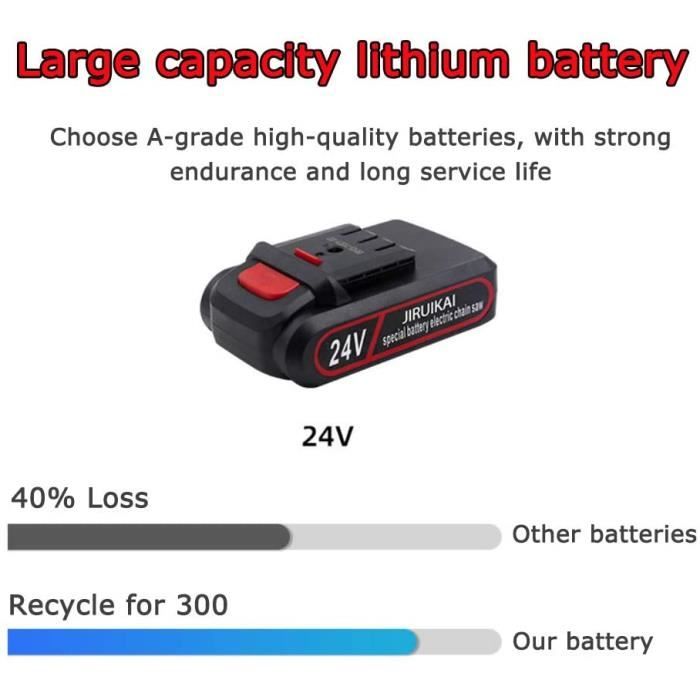 Large capacity lithium battery
Choose A-grade high-quality batteries, with strong
endurance and long service life
JIRUIKAI
24V special battery electric chain saw
24V
40% Loss
Other batteries
Recycle for 300
Our battery